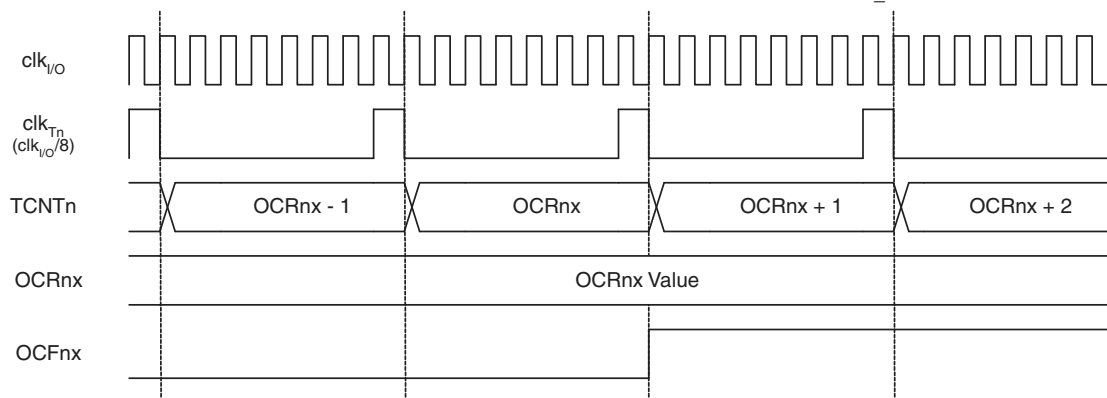 _
clkI/O
clkTn
(clkI/O/8)
TCNTn
OCRnx - 1
OCRnx
OCRnx + 1
OCRnx + 2
OCRnx
OCRnx Value
OCFnx